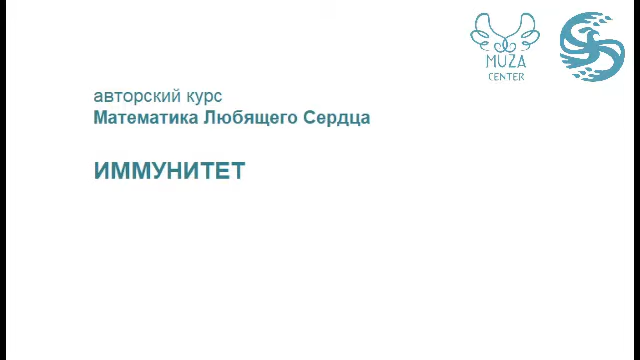 MUZA
CENTER
авторский курс
Математика Любящего Сердца
ИММУНИТЕТ